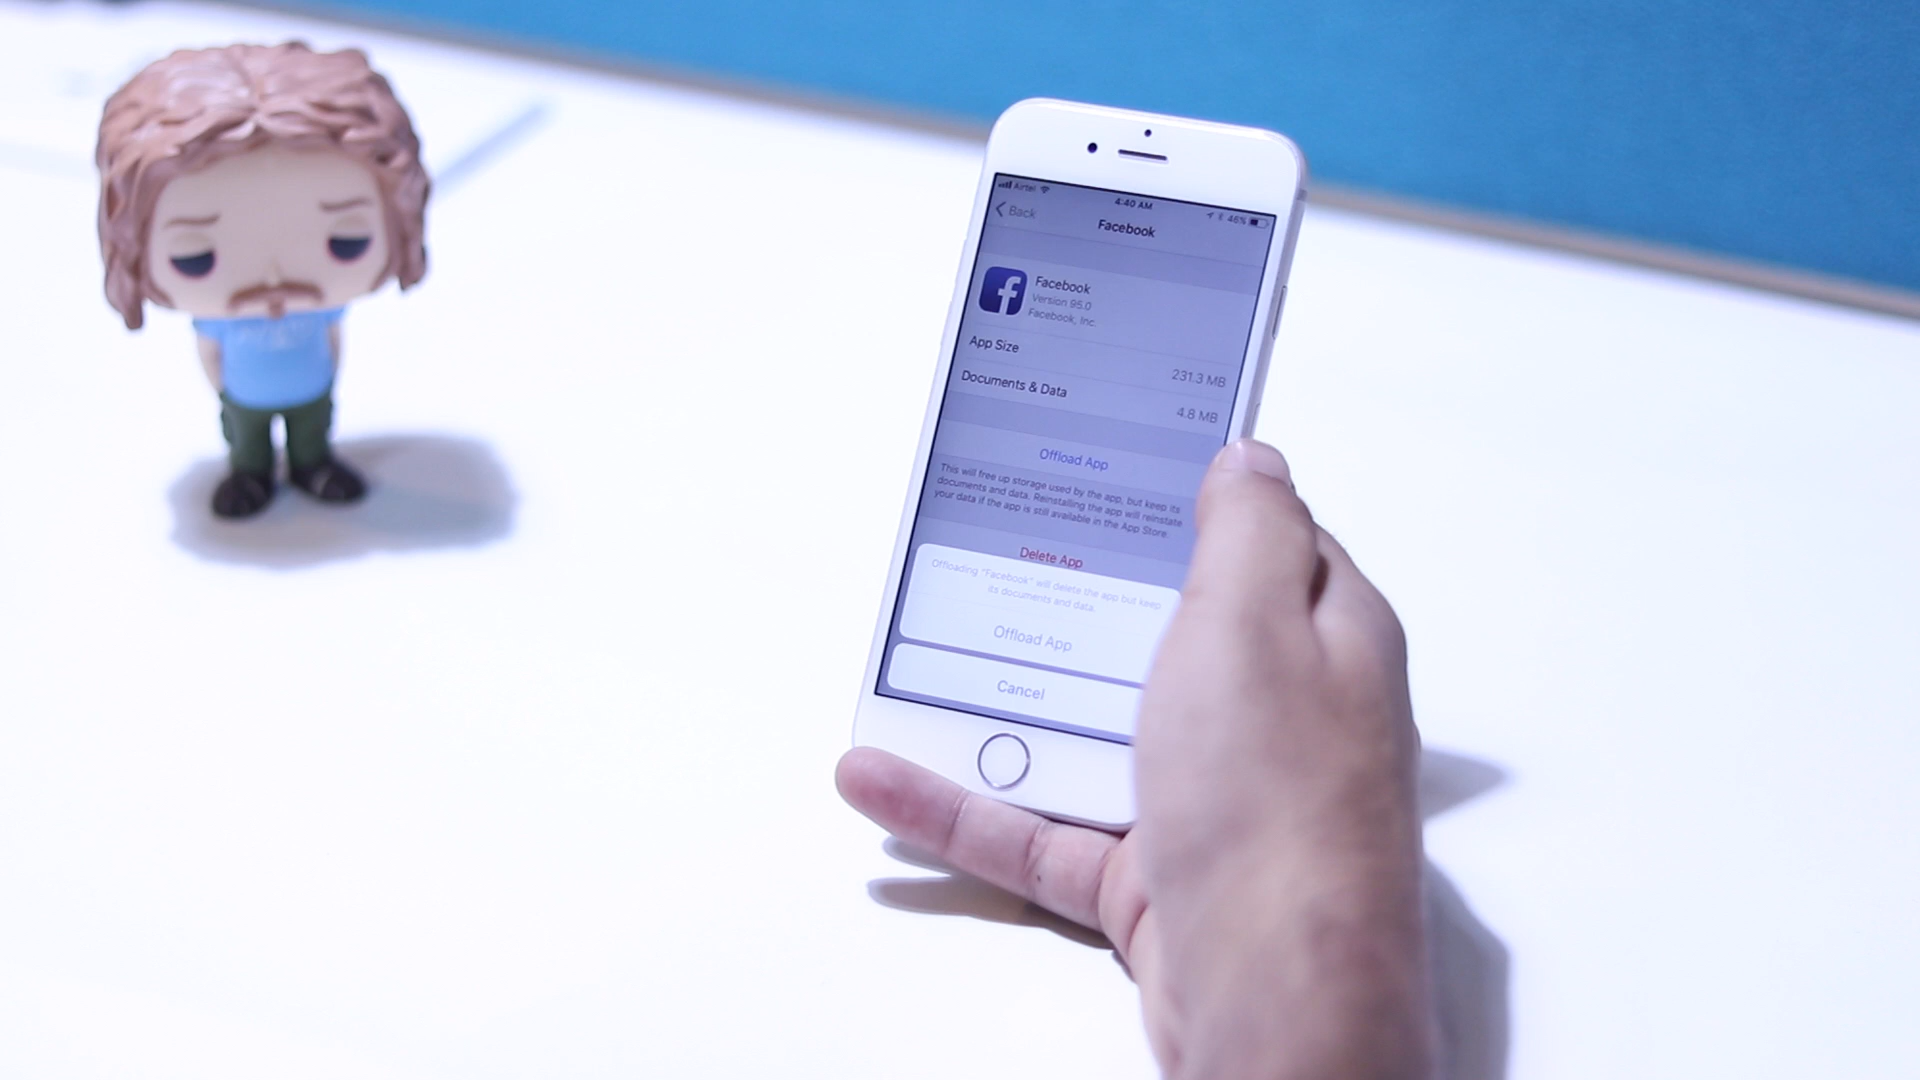 Airtel
4:40 AM
46%
Back
Facebook
Facebook
Version 95.0
Facebook, Inc.
App Size
231.3 MB
Documents & Data
4.8 MB
Offload App
This will free up storage used by the app, but keep its
documents and data. Reinstalling the app will reinstate
your data if the app is still available in the App Store.
Delete App
Offloading "Facebook" will delete the app but keep
its documents and data.
Offload App
Cancel